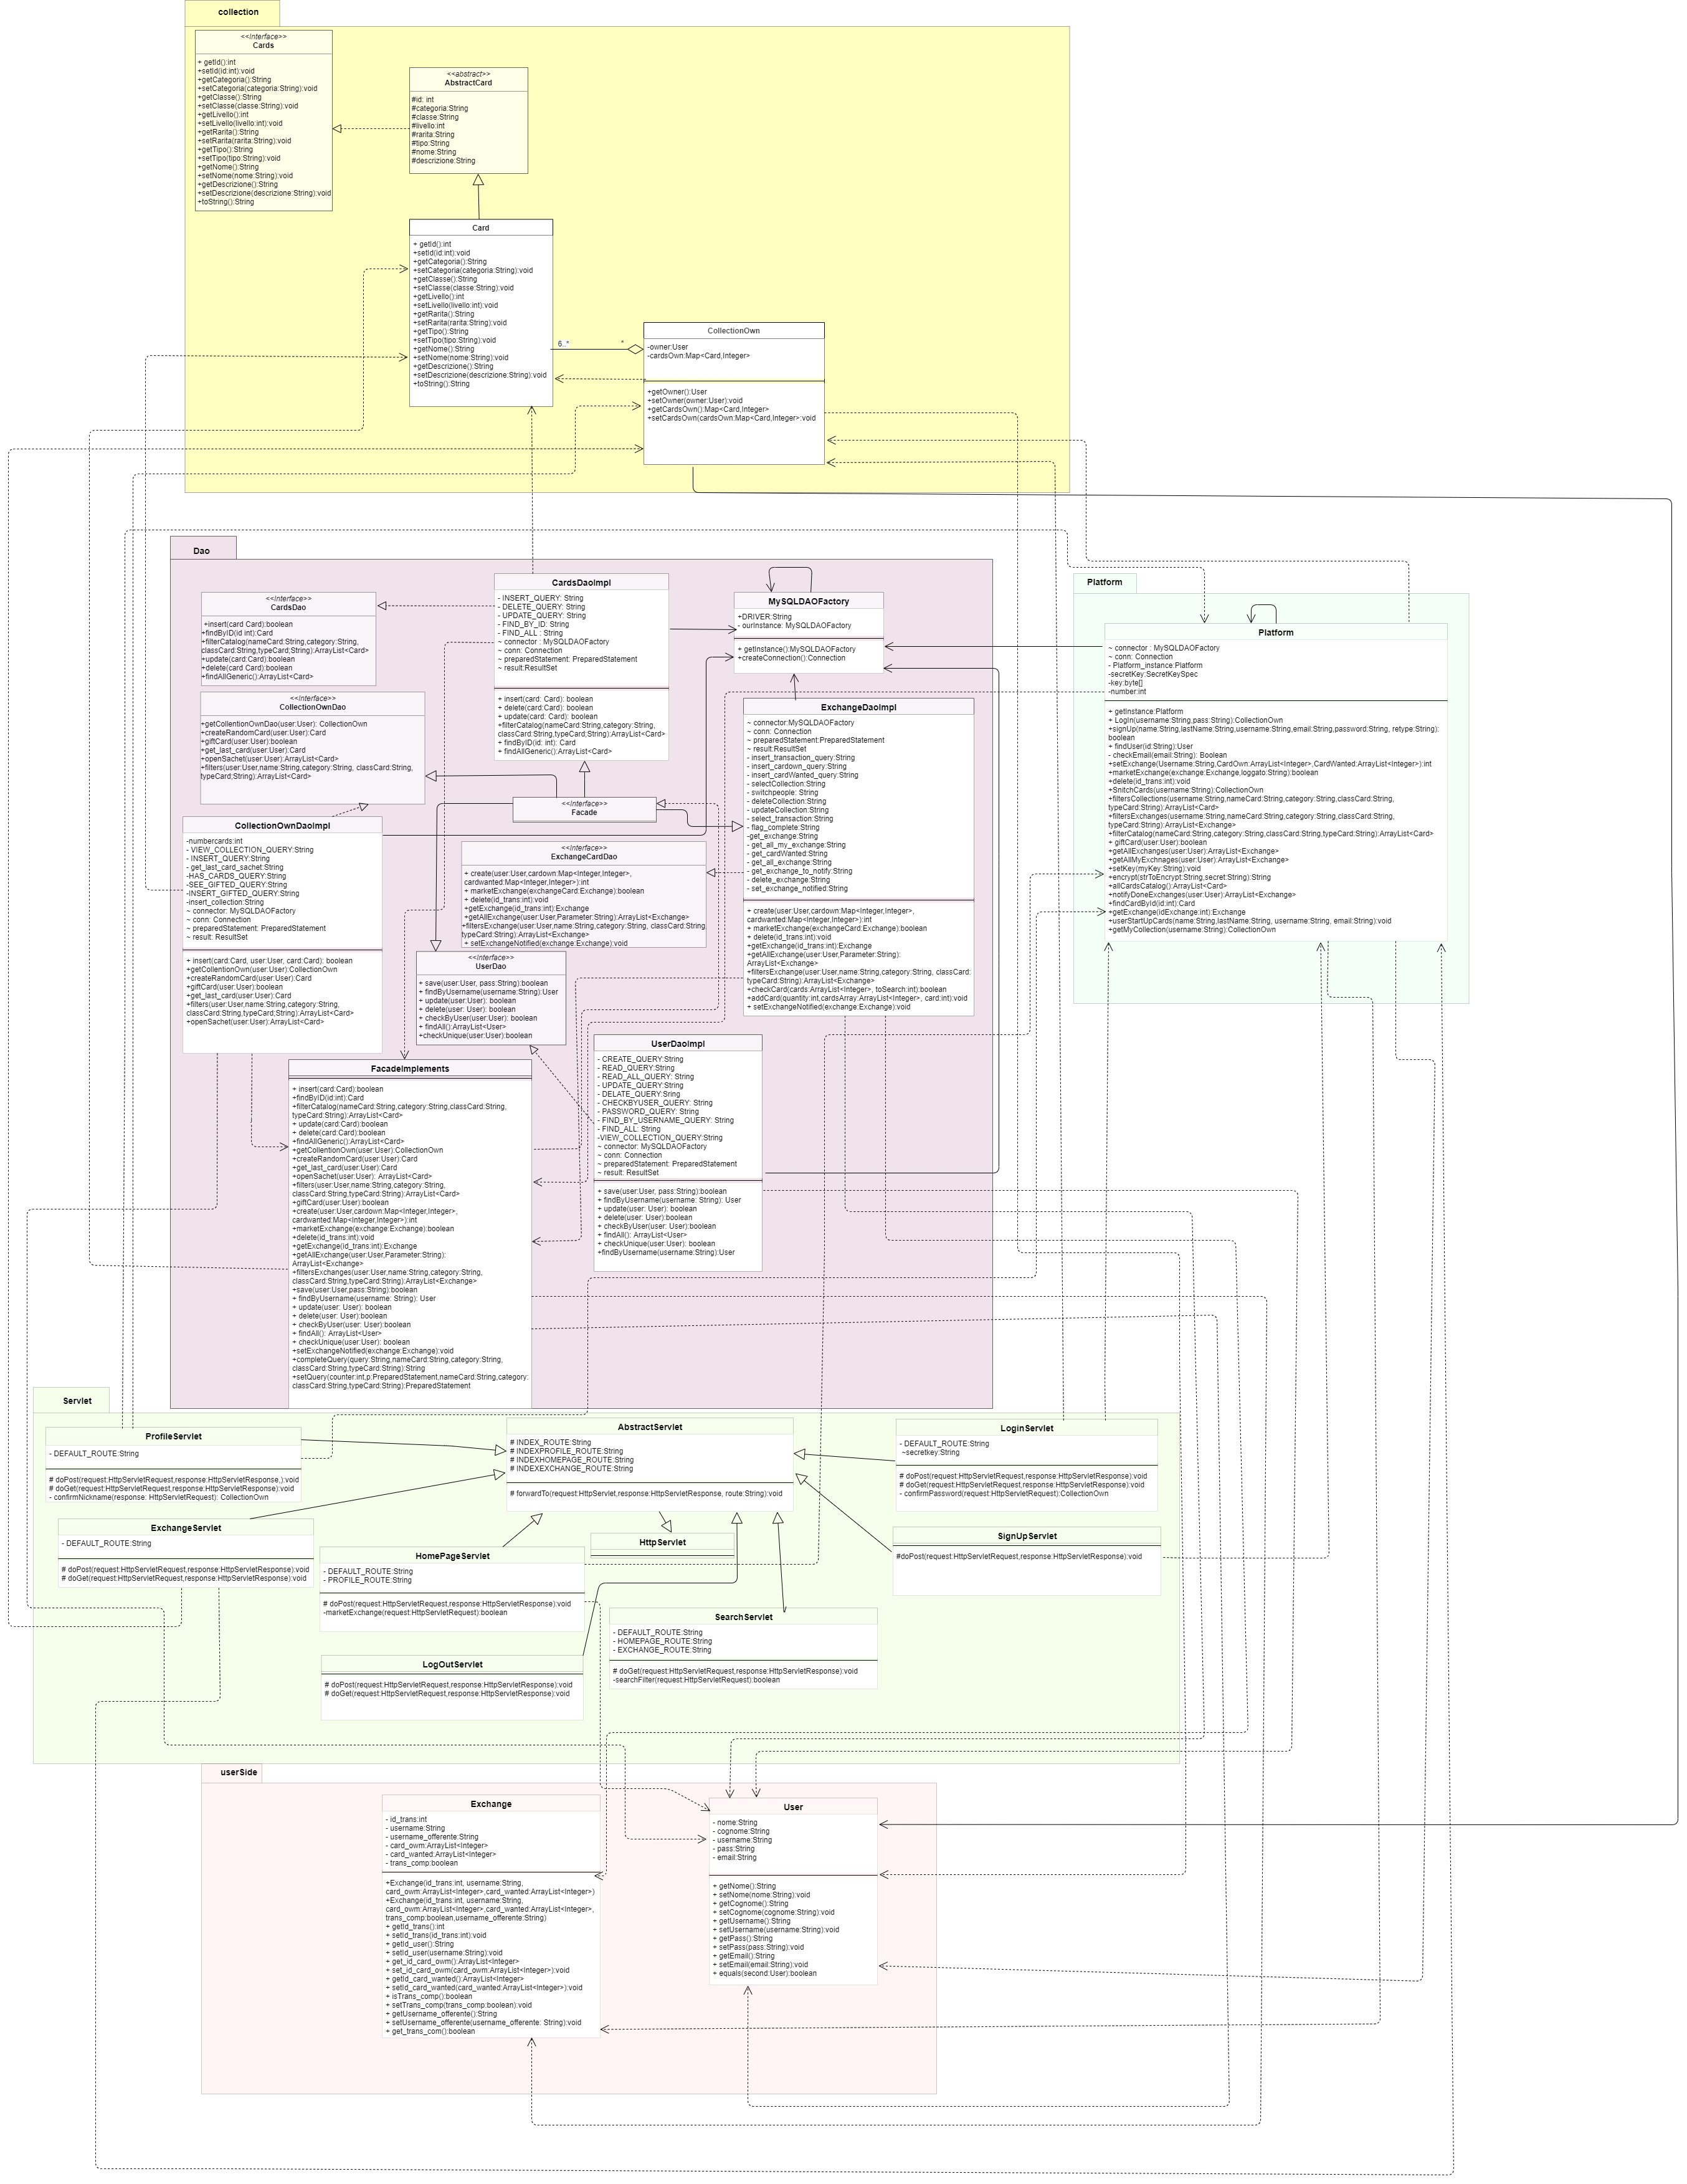 collection
<<interface>>
Cards
+ getId():int
+setId(id:int):void
+getCategoria():String
+setCategoria(categoria:String):void
+getClasse():String
+setClasse(classe:String):void
+getLivello():int
+setLivello(livello:int):void
+getRarita():String
+setRarita(rarita:String):void
+getTipo():String
+setTipo(tipo:String):void
+getNome():String
+setNome(nome:String):void
+getDescrizione():String
+setDescrizione(descrizione:String):void
+toString():String
<<abstract>>
AbstractCard
#id: int
#categoria:String
#classe:String
#livello:int
#rarita:String
#tipo:String
#nome:String
#descrizione:String
Card
+ getId():int
+setId(id:int):void
+getCategoria():String
+setCategoria(categoria:String):void
+getClasse():String
+setClasse(classe:String):void
+getLivello():int
+setLivello(livello:int):void
+getRarita():String
+setRarita(rarita:String):void
+getTipo():String
+setTipo(tipo:String):void
+getNome():String
+setNome(nome:String):void
+getDescrizione():String
+setDescrizione(descrizione:String):void
+toString():String
6..*
*
CollectionOwn
-owner:User
-cardsOwn:Map<Card,Integer>
+getOwner():User
+setOwner(owner:User):void
+getCardsOwn():Map<Card,Integer>
+setCardsOwn(cardsOwn:Map<Card,Integer>:void
Dao
<<interface>>
CardsDao
+insert(card Card):boolean
+findByID(id int):Card
+filterCatalog(nameCard:String,category:String,
classCard:String,typeCard;String):ArrayList<Card>
+update(card:Card):boolean
+delete(card Card):boolean
+findAllGeneric():ArrayList<Card>
<<interface>>
CollectionOwnDao
+getCollentionOwnDao(user:User): CollectionOwn
+createRandomCard(user:User):Card
+giftCard(user:User):boolean
+get_last_card(user:User):Card
+openSachet(user:User):ArrayList<Card>
+filters(user:User,name:String,category:String, classCard:String,
typeCard;String):ArrayList<Card>
CollectionOwnDaoImpl
-numbercards:int
- VIEW_COLLECTION_QUERY:String
- INSERT_QUERY:String
- get_last_card_sachet:String
-HAS_CARDS_QUERY:String
-SEE_GIFTED_QUERY:String
-INSERT_GIFTED_QUERY:String
-insert_collection:String
~ connector: MySQLDAOFactory
~ conn: Connection
~ preparedStatement: PreparedStatement
~ result: ResultSet
+ insert(card:Card, user:User, card:Card): boolean
+getCollentionOwn(user:User):CollectionOwn
+createRandomCard(user:User):Card
+giftCard(user:User):boolean
+get_last_card(user:User):Card
+filters(user:User,name:String,category:String,
classCard:String,typeCard;String):ArrayList<Card>
+openSachet(user:User):ArrayList<Card>
CardsDaoImpl
- INSERT_QUERY: String
- DELETE_QUERY: String
- UPDATE_QUERY: String
- FIND_BY_ID: String
- FIND_ALL : String
~ connector : MySQLDAOFactory
~ conn: Connection
~ preparedStatement: PreparedStatement
~ result:ResultSet
+ insert(card: Card): boolean
+ delete(card:Card): boolean
+ update(card: Card): boolean
+filterCatalog(nameCard:String,category:String,
classCard:String,typeCard;String):ArrayList<Card>
+ findByID(id: int): Card
+ findAllGeneric():ArrayList<Card>
<<interface>>
Facade
MySQLDAOFactory
+DRIVER:String
- ourInstance: MySQLDAOFactory
+ getInstance():MySQLDAOFactory
+createConnection():Connection
ExchangeDaoImpl
~ connector:MySQLDAOFactory
~ conn: Connection
~ preparedStatement:PreparedStatement
~ result:ResultSet
- insert_transaction_query:String
- insert_cardown_query:String
- insert_cardWanted_query:String
- selectCollection:String
- switchpeople: String
- deleteCollection:String
- updateCollection:String
- select_transaction:String
- flag_complete:String
-get_exchange:String
- get_all_my_exchange:String
- get_cardWanted:String
- get_all_exchange:String
- get_exchange_to_notify:String
- delete_exchange:String
- set_exchange_notified:String
+ create(user:User,cardown:Map<Integer,Integer>,
cardwanted:Map<Integer,Integer>):int
+ marketExchange(exchangeCard:Exchange):boolean
+ delete(id_trans:int):void
+getExchange(id_trans:int):Exchange
+getAllExchange(user:User,Parameter:String):
ArrayList<Exchange>
+filtersExchange(user:User,name:String,category:String, classCard:
typeCard:String):ArrayList<Exchange>
+checkCard(cards:ArrayList<Integer>, toSearch:int):boolean
+addCard(quantity:int,cardsArray:ArrayList<Integer>, card:int):void
+ setExchangeNotified(exchange:Exchange):void
<<interface>>
ExchangeCardDao
+ create(user:User,cardown:Map<Integer,Integer>,
cardwanted:Map<Integer,Integer>):int
+ marketExchange(exchangeCard:Exchange):boolean
+ delete(id_trans:int):void
+getExchange(id_trans:int):Exchange
+getAllExchange(user:User,Parameter:String):ArrayList<Exchange>
+filtersExchange(user:User,name:String,category:String, classCard:String,
typeCard:String):ArrayList<Exchange>
+ setExchangeNotified(exchange:Exchange):void
<<interface>>
UserDao
+ save(user:User, pass:String):boolean
+ findByUsername(username:String):User
+ update(user:User): boolean
+ delete(user: User): boolean
+ checkByUser(user:User): boolean
+ findAll():ArrayList<User>
+checkUnique(user:User):boolean
UserDaoImpl
- CREATE_QUERY:String
- READ_QUERY:String
- READ_ALL_QUERY: String
- UPDATE_QUERY:String
- DELATE_QUERY:String
- CHECKBYUSER_QUERY: String
- PASSWORD_QUERY: String
- FIND_BY_USERNAME_QUERY: String
- FIND_ALL: String
-VIEW_COLLECTION_QUERY:String
~ connector: MySQLDAOFactory
~ conn: Connection
~ preparedStatement: PreparedStatement
~ result: ResultSet
+ save(user:User, pass:String):boolean
+ findByUsername(username: String): User
+ update(user: User): boolean
+ delete(user: User):boolean
+ checkByUser(user: User):boolean
+ findAll(): ArrayList<User>
+ checkUnique(user:User): boolean
+findByUsername(username:String):User
FacadeImplements
+ insert(card:Card):boolean
+findByID(id:int):Card
+filterCatalog(nameCard:String,category:String,classCard:String,
typeCard:String):ArrayList<Card>
+ update(card:Card):boolean
+ delete(card:Card):boolean
+findAllGeneric():ArrayList<Card>
+getCollentionOwn(user:User):CollectionOwn
+createRandomCard(user:User):Card
+get_last_card(user:User):Card
+openSachet(user:User): ArrayList<Card>
+filters(user:User,name:String,category:String,
classCard:String,typeCard:String):ArrayList<Card>
+giftCard(user:User):boolean
+create(user:User,cardown:Map<Integer,Integer>,
cardwanted:Map<Integer,Integer>):int
+marketExchange(exchange:Exchange):boolean
+delete(id_trans:int):void
+getExchange(id_trans:int):Exchange
+getAllExchange(user:User,Parameter:String):
ArrayList<Exchange>
+filtersExchanges(user:User,name:String,category:String,
classCard:String,typeCard:String):ArrayList<Exchange>
+save(user:User,pass:String):boolean
+ findByUsername(username: String): User
+ update(user: User): boolean
+ delete(user: User):boolean
+ checkByUser(user: User):boolean
+ findAll(): ArrayList<User>
+ checkUnique(user:User): boolean
+setExchangeNotified(exchange:Exchange):void
+completeQuery(query:String,nameCard:String,category:String,
classCard:String,typeCard:String):String
+setQuery(counter:int,p:PreparedStatement,nameCard:String,category:
classCard:String,typeCard:String):PreparedStatement
Platform
Platform
~ connector : MySQLDAOFactory
~ conn: Connection
- Platform_instance:Platform
-secretKey:SecretKeySpec
-key:byte[]
-number:int
+ getInstance:Platform
+ LogIn(username:String,pass:String):CollectionOwn
+signUp(name:String,lastName:String,username:String,email:String,password:String, retype:String):
boolean
+ findUser(id:String):User
- checkEmail(email:String): Boolean
+setExchange(Username:String,CardOwn:ArrayList<Integer>,CardWanted:ArrayList<Integer>):int
+marketExchange(exchange:Exchange,loggato:String):boolean
+delete(id_trans:int):void
+SnitchCards(username:String):CollectionOwn
+filtersCollections(username:String,nameCard:String,category:String,classCard:String,
typeCard:String):ArrayList<Card>
+filtersExchanges(username:String,nameCard:String,category:String,classCard:String,
typeCard:String):ArrayList<Exchange>
+filterCatalog(nameCard:String,category:String,classCard:String,typeCard:String):ArrayList<Card>
+ giftCard(user:User):boolean
+getAllExchanges(user:User):ArrayList<Exchange>
+getAllMyExchnages(user:User):ArrayList<Exchange>
+setKey(myKey:String):void
+encrypt(strToEncrypt:String,secret:String):String
+allCardsCatalog():ArrayList<Card>
+notifyDoneExchanges(user:User):ArrayList<Exchange>
+findCardById(id:int):Card
+getExchange(idExchange:int):Exchange
+userStartUpCards(name:String,lastName:String, username:String, email:String):void
+getMyCollection(username:String):CollectionOwn
Servlet
ProfileServlet
- DEFAULT_ROUTE:String
# doPost(request:HttpServletRequest,response:HttpServletResponse,):void
# doGet(request:HttpServletRequest,response:HttpServletResponse):void
- confirmNickname(response: HttpServletRequest): CollectionOwn
ExchangeServlet
- DEFAULT_ROUTE:String
# doPost(request:HttpServletRequest,response:HttpServletResponse):void
# doGet(request:HttpServletRequest,response:HttpServletResponse):void
AbstractServlet
# INDEX_ROUTE:String
# INDEXPROFILE_ROUTE:String
# INDEXHOMEPAGE_ROUTE:String
# INDEXEXCHANGE_ROUTE:String
# forwardTo(request:HttpServlet,response:HttpServletResponse, route:String):void
HttpServlet
LoginServlet
- DEFAULT_ROUTE:String
~secretkey:String
# doPost(request:HttpServletRequest,response:HttpServletResponse):void
# doGet(request:HttpServletRequest,response:HttpServletResponse):void
- confirmPassword(request:HttpServletRequest):CollectionOwn
SignUpServlet
#doPost(request:HttpServletRequest,response:HttpServletResponse):void
HomePageServlet
- DEFAULT_ROUTE:String
- PROFILE_ROUTE:String
# doPost(request:HttpServletRequest,response:HttpServletResponse):void
-marketExchange(request:HttpServletRequest):boolean
SearchServlet
- DEFAULT_ROUTE:String
- HOMEPAGE_ROUTE:String
- EXCHANGE_ROUTE:String
# doGet(request:HttpServletRequest,response:HttpServletResponse):void
-searchFilter(request:HttpServletRequest):boolean
LogOutServlet
# doPost(request:HttpServletRequest,response:HttpServletResponse):void
# doGet(request:HttpServletRequest,response:HttpServletResponse):void
userSide
Exchange
- id_trans:int
- username:String
- username_offerente:String
- card_owm:ArrayList<Integer>
- card_wanted:ArrayList<Integer>
- trans_comp:boolean
+Exchange(id_trans:int, username:String,
card_owm:ArrayList<Integer>,card_wanted:ArrayList<Integer>)
+Exchange(id_trans:int, username:String,
card_owm:ArrayList<Integer>,card_wanted:ArrayList<Integer>,
trans_comp:boolean,username_offerente:String)
+ getId_trans():int
+ setId_trans(id_trans:int):void
+ getId_user():String
+ setId_user(username:String):void
+ get_id_card_owm():ArrayList<Integer>
+ set_id_card_owm(card_owm:ArrayList<Integer>):void
+ getId_card_wanted():ArrayList<Integer>
+ setId_card_wanted(card_wanted:ArrayList<Integer>):void
+ isTrans_comp():boolean
+ setTrans_comp(trans_comp:boolean):void
+ getUsername_offerente():String
+ setUsername_offerente(username_offerente: String):void
+ get_trans_com():boolean
User
- nome:String
- cognome:String
- username:String
- pass:String
- email:String
+ getNome():String
+ setNome(nome:String):void
+ getCognome():String
+ setCognome(cognome:String):void
+ getUsername():String
+ setUsername(username:String):void
+ getPass():String
+ setPass(pass:String):void
+ getEmail():String
+ setEmail(email:String):void
+ equals(second:User):boolean